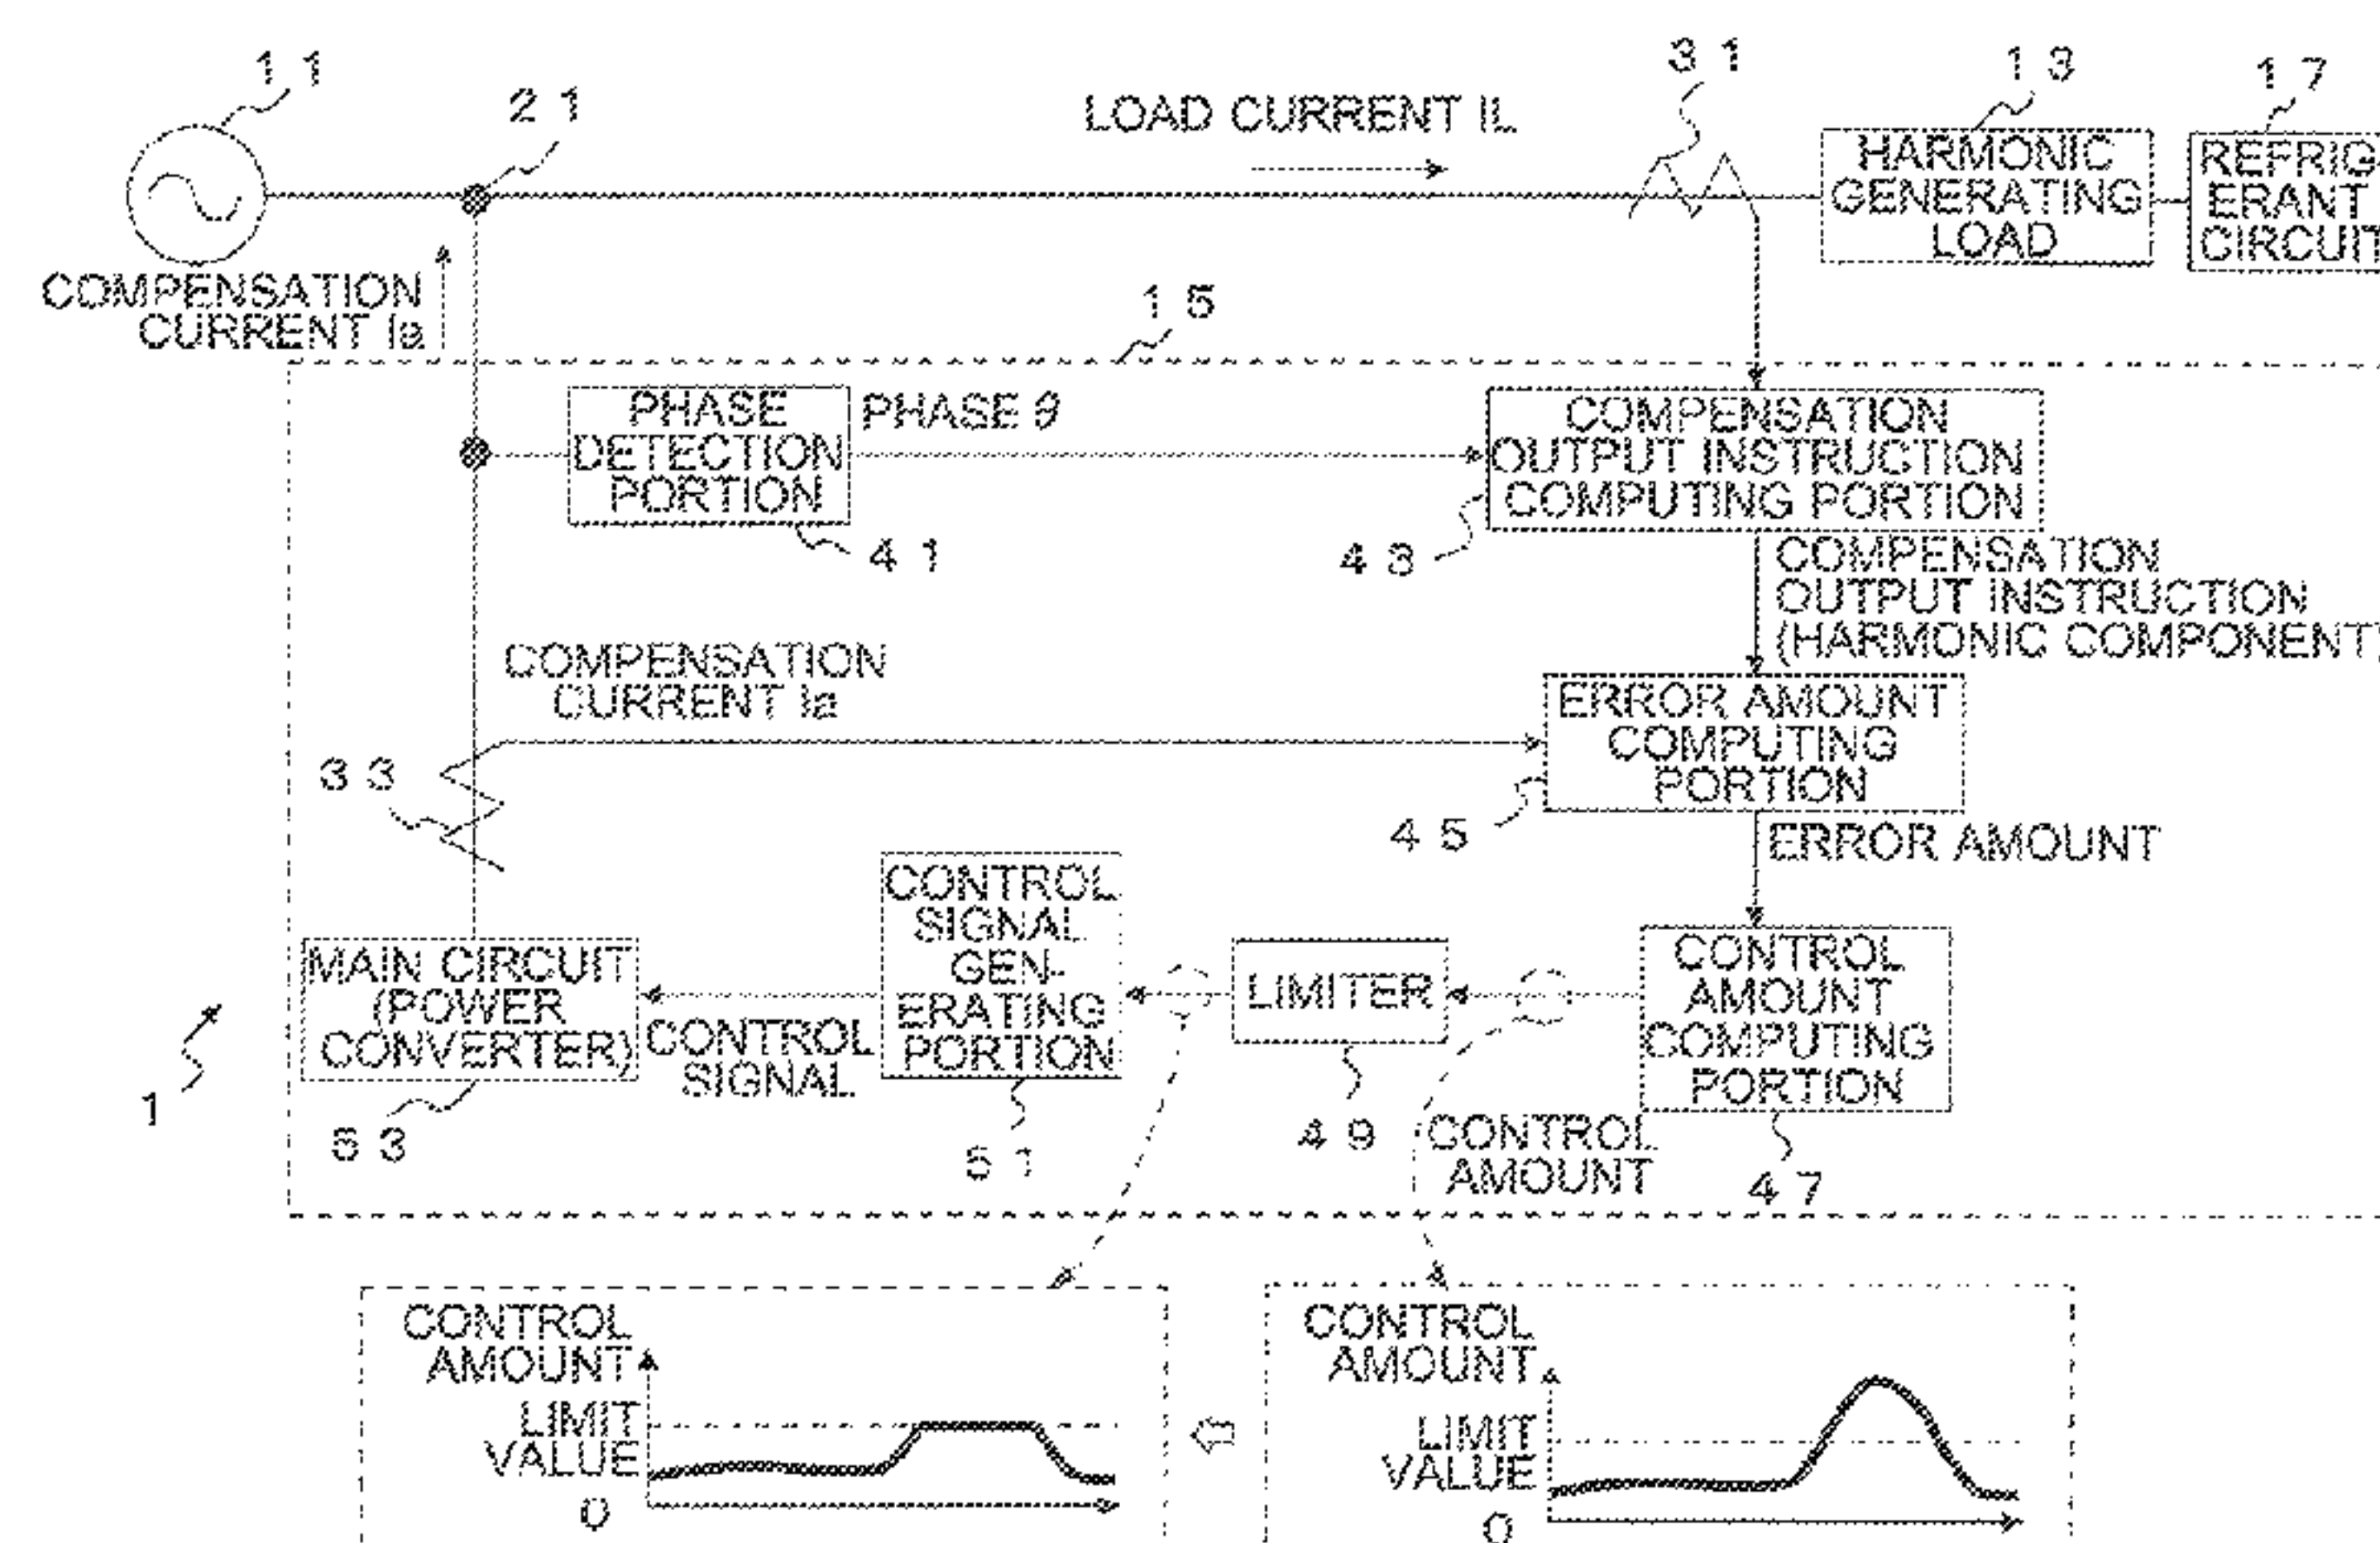 11
21
LOAD CURRENT IL
31
13
17
HARMONIC
GENERATING
LOAD
REFRIG-
ERANT
CIRCUIT
COMPENSATION
CURRENT Ia
15
PHASE
DETECTION
PORTION
PHASE θ
41
COMPENSATION
OUTPUT INSTRUCTION
COMPUTING PORTION
43
COMPENSATION
OUTPUT INSTRUCTION
(HARMONIC COMPONENT)
COMPENSATION
CURRENT Ia
33
ERROR AMOUNT
COMPUTING
PORTION
45
ERROR AMOUNT
MAIN CIRCUIT
(POWER
CONVERTER)
53
CONTROL
SIGNAL
CONTROL
SIGNAL
GEN-
ERATING
PORTION
51
LIMITER
49
CONTROL
AMOUNT
CONTROL
AMOUNT
COMPUTING
PORTION
47
1
CONTROL
AMOUNT
LIMIT
VALUE
0
CONTROL
AMOUNT
LIMIT
VALUE
0